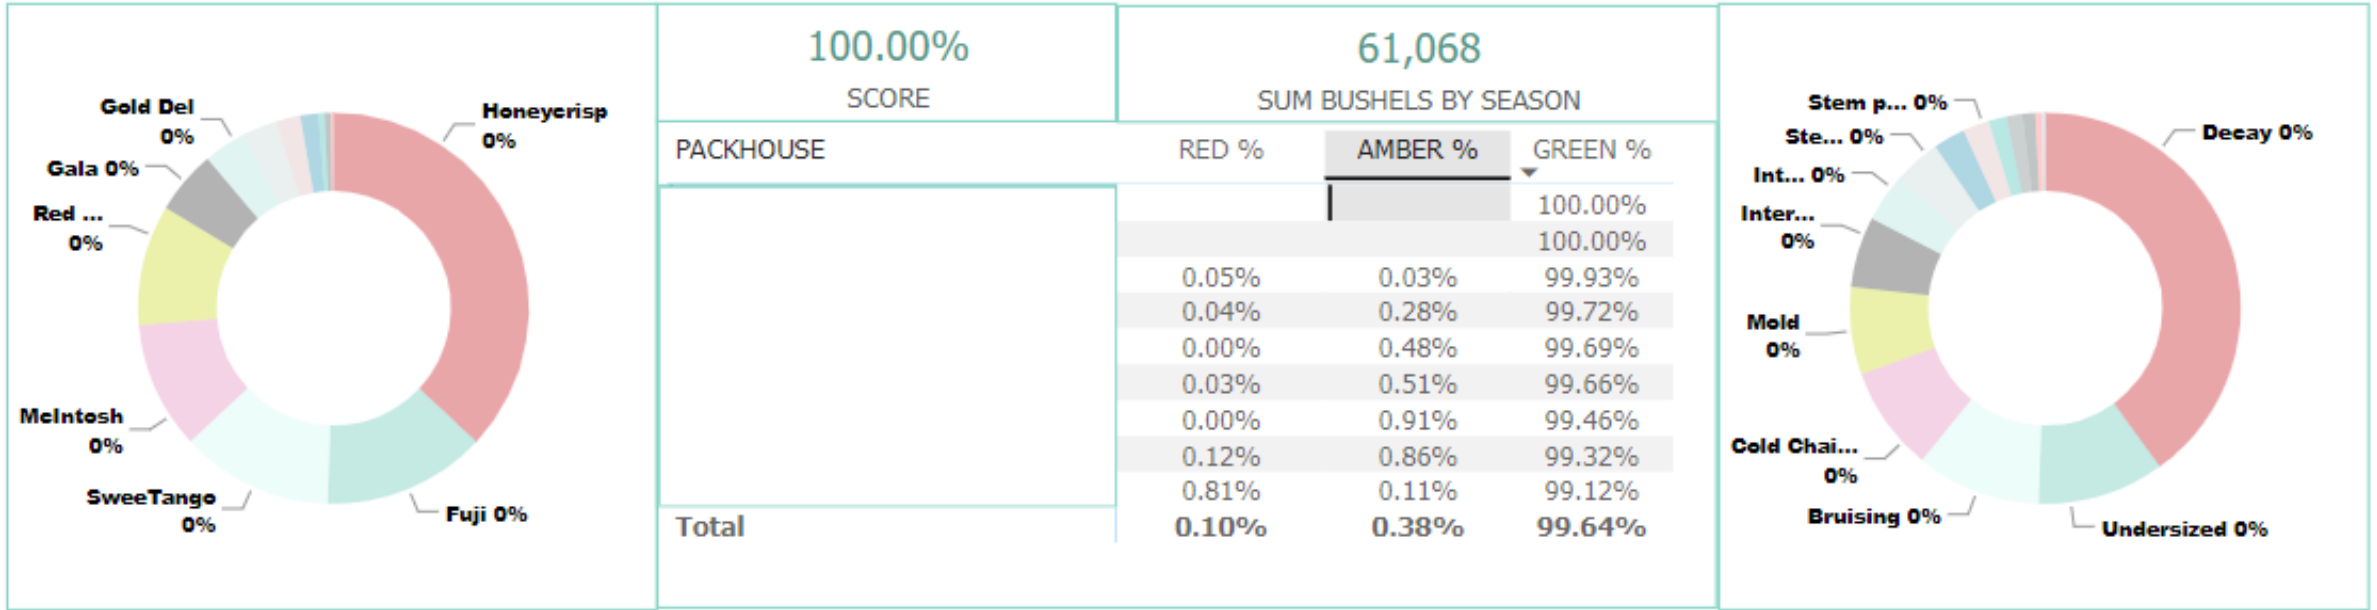 Gold Del
0%
Honeycrisp
0%
Gala 0%
Red ...
0%
McIntosh
0%
SweeTango
0%
Fuji 0%
100.00%
SCORE
61,068
SUM BUSHELS BY SEASON
PACKHOUSE RED % AMBER % GREEN %
100.00%
100.00%
0.05% 0.03% 99.93%
0.04% 0.28% 99.72%
0.00% 0.48% 99.69%
0.03% 0.51% 99.66%
0.00% 0.91% 99.46%
0.12% 0.86% 99.32%
0.81% 0.11% 99.12%
Total 0.10% 0.38% 99.64%
Stem p... 0%
Decay 0%
Ste... 0%
Int... 0%
Inter...
0%
Mold
0%
Cold Chai...
0%
Bruising 0%
Undersized 0%